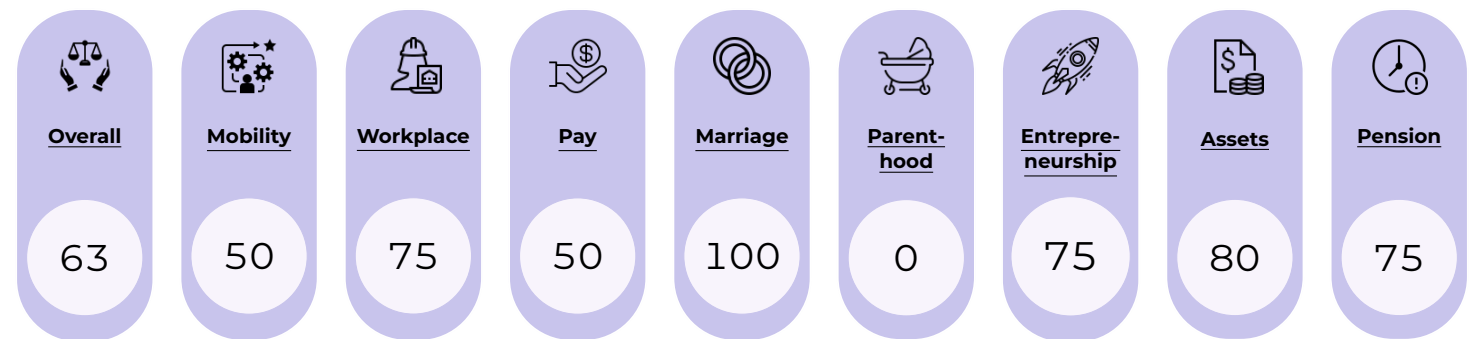 Overall
63
Mobility
50
Workplace
75
Pay
$
50
Marriage
100
Parent-
hood
0
Entrepre-
neurship
75
$
Assets
80
!
Pension
75